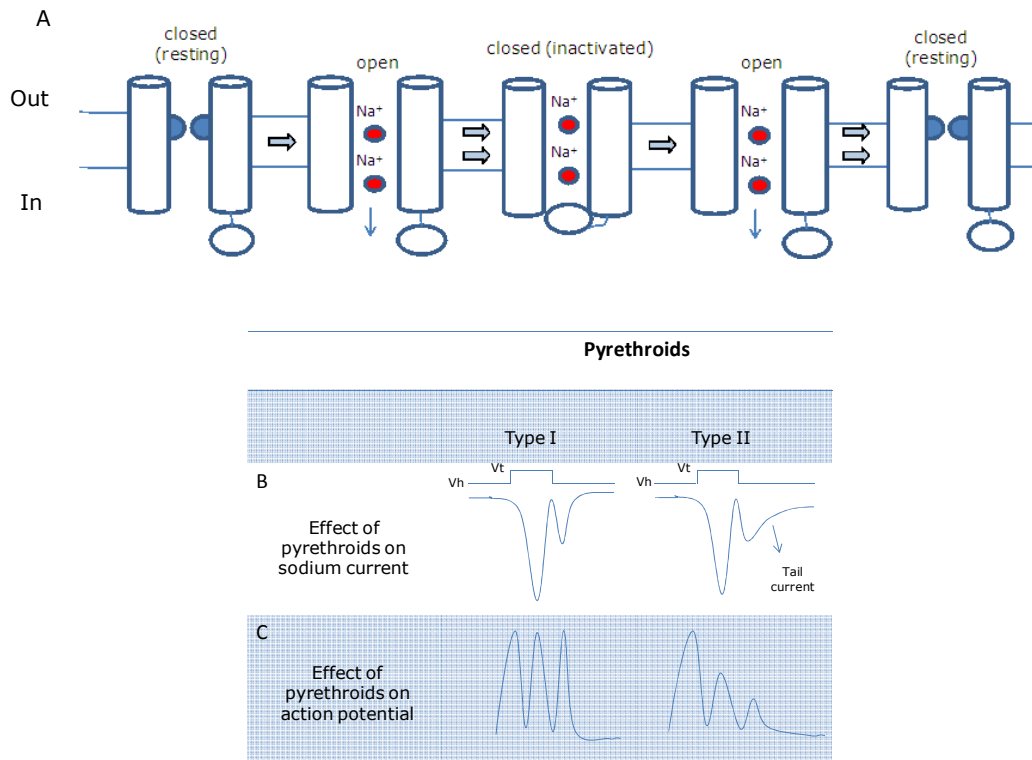 A
closed
(resting)
open
closed (inactivated)
open
closed
(resting)
Out
In
Na⁺
Na⁺
Na⁺
Na⁺
Na⁺
Na⁺
Pyrethroids
Type I
Type II
B
Effect of
pyrethroids on
sodium current
Vh
Vt
Vh
Vt
Tail
current
C
Effect of
pyrethroids on
action potential